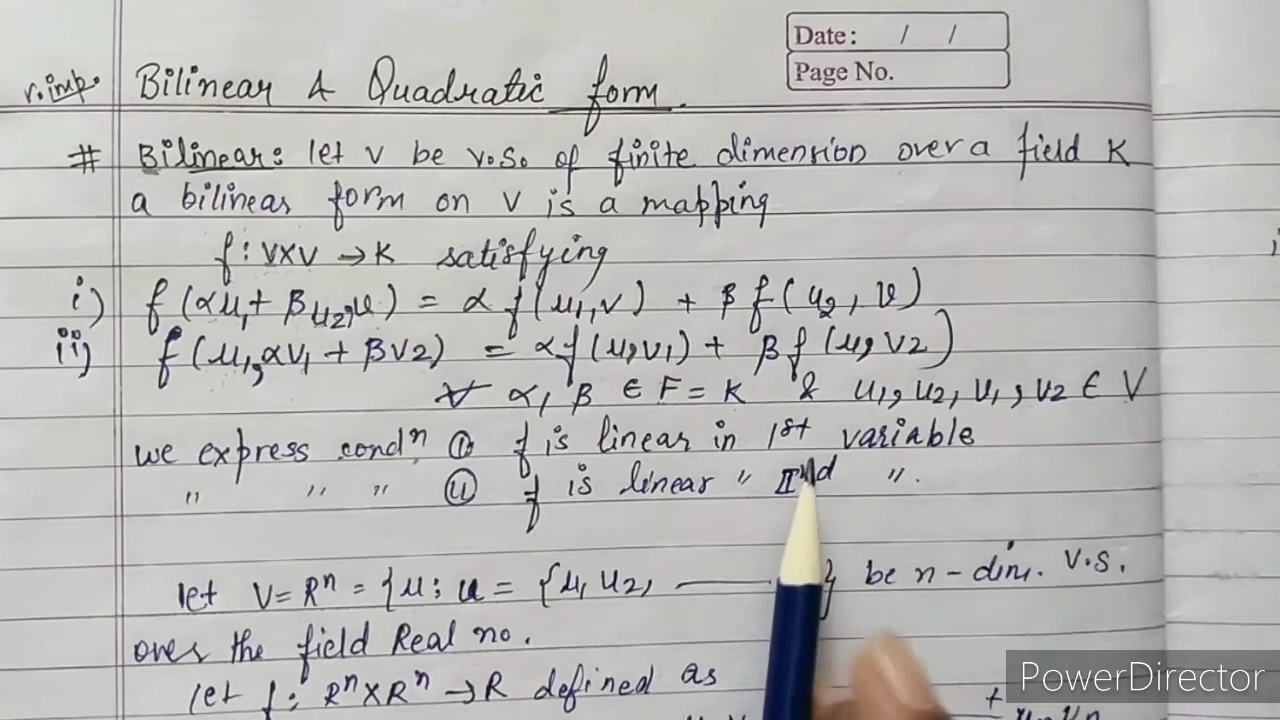 Date: / /
Page No.
v.imp. Bilinear & Quadratic form.
# Bilinear: let V be v.s. of finite dimension over a field K
a bilinear form on V is a mapping
f: V×V → K satisfying
i) f(αu1 + βu2, v) = α f(u1, v) + β f(u2, v)
ii) f(u, αv1 + βv2) = α f(u, v1) + β f(u, v2)
∀ α, β ∈ F = K & u1, u2, v1, v2 ∈ V
we express condn (i) f is linear in 1st variable
" " " (ii) f is linear " IInd ".
let V = Rn = {u : u = {u1 u2, } be n-dim. v.s.
over the field Real no.
let f: Rn × Rn → R defined as
PowerDirector